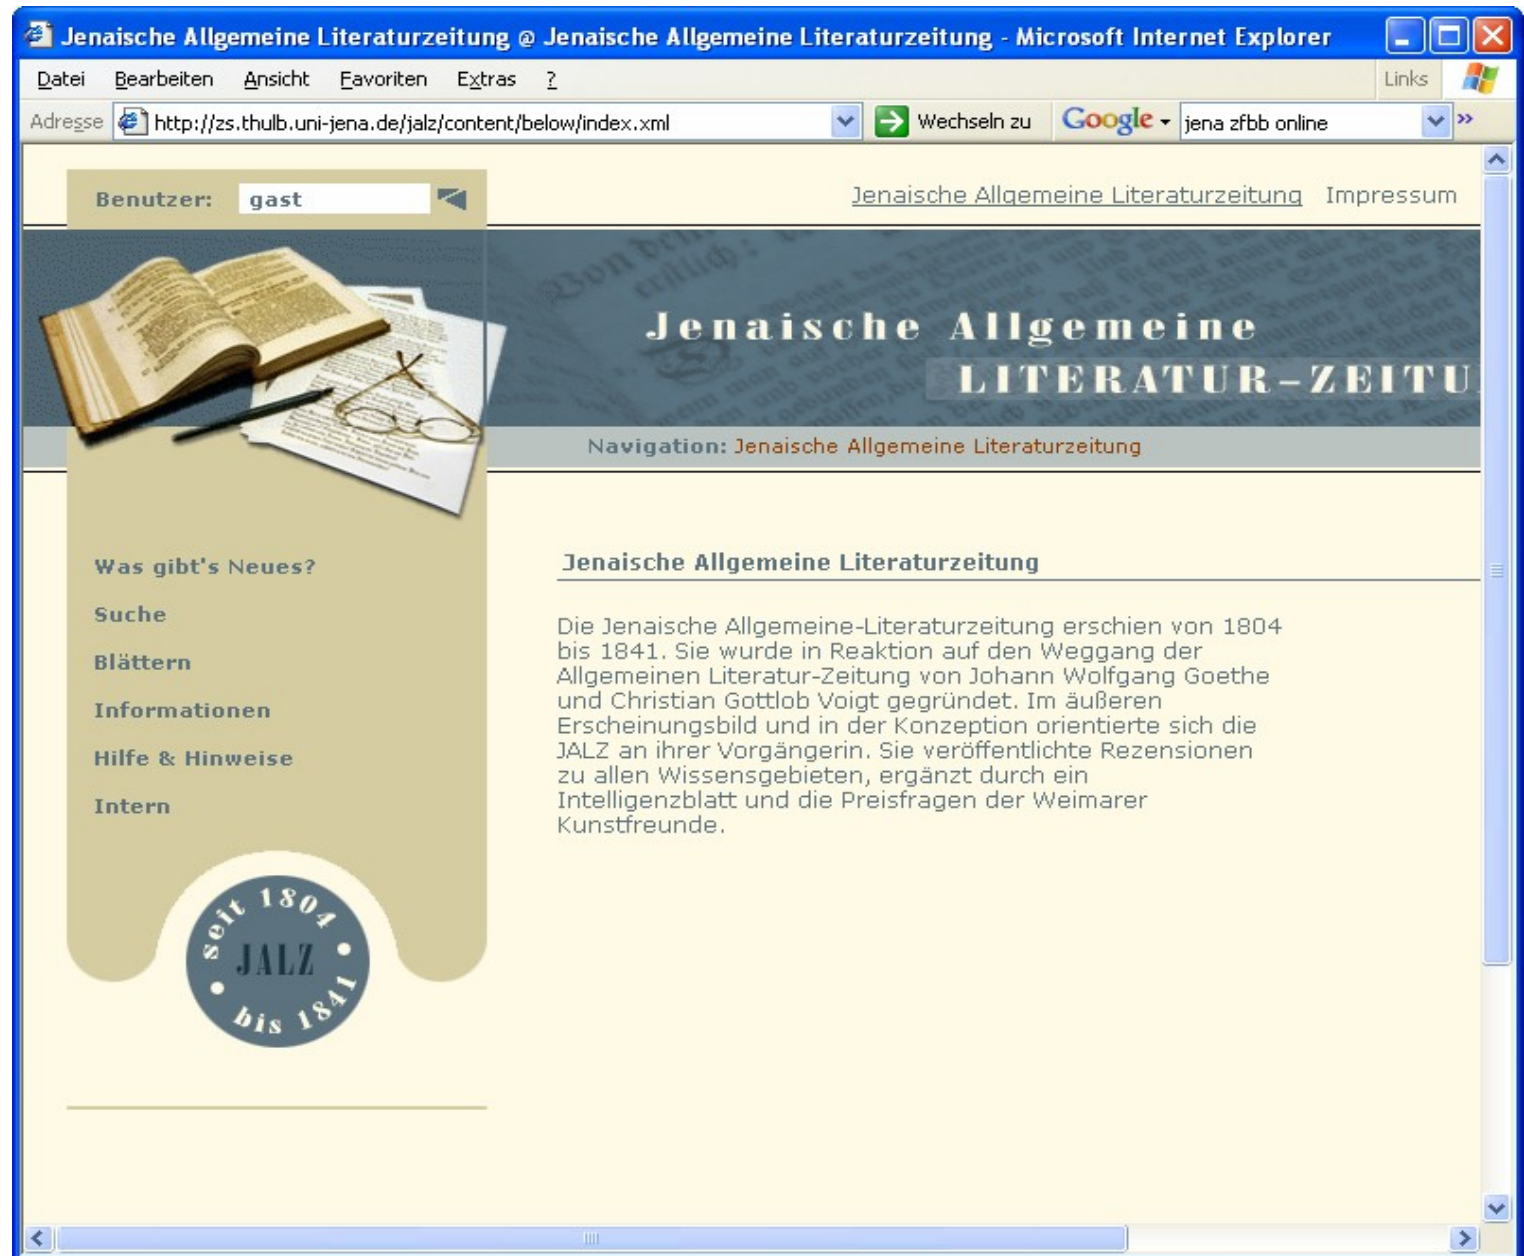 Jenaische Allgemeine Literaturzeitung @ Jenaische Allgemeine Literaturzeitung - Microsoft Internet Explorer
Datei Bearbeiten Ansicht Favoriten Extras ? Links
Adresse http://zs.thulb.uni-jena.de/jalz/content/below/index.xml Wechseln zu Google jena zfbb online »
Benutzer: gast Jenaische Allgemeine Literaturzeitung Impressum
Jenaische Allgemeine
LITERATUR-ZEITU
Navigation: Jenaische Allgemeine Literaturzeitung
Was gibt's Neues?
Suche
Blättern
Informationen
Hilfe & Hinweise
Intern
seit 1804
JALZ
bis 1841
Jenaische Allgemeine Literaturzeitung
Die Jenaische Allgemeine-Literaturzeitung erschien von 1804
bis 1841. Sie wurde in Reaktion auf den Weggang der
Allgemeinen Literatur-Zeitung von Johann Wolfgang Goethe
und Christian Gottlob Voigt gegründet. Im äußeren
Erscheinungsbild und in der Konzeption orientierte sich die
JALZ an ihrer Vorgängerin. Sie veröffentlichte Rezensionen
zu allen Wissensgebieten, ergänzt durch ein
Intelligenzblatt und die Preisfragen der Weimarer
Kunstfreunde.